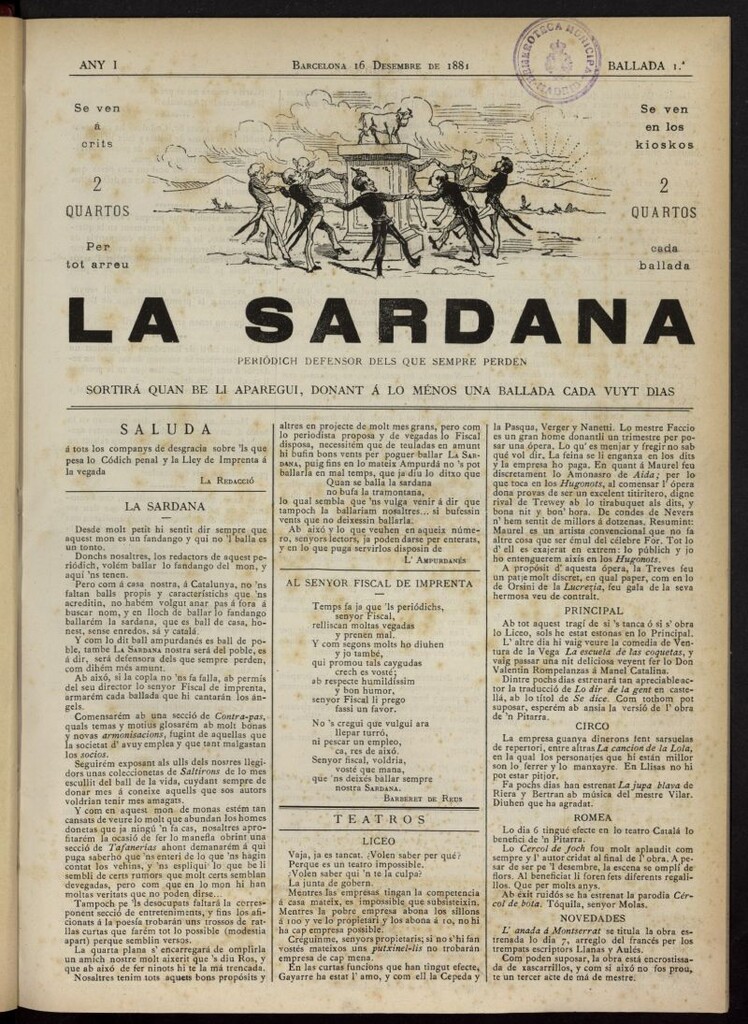 ANY I
BARCELONA 16 DESEMBRE DE 1881
BALLADA 1.ª
HEMEROTECA MUNICIPAL
MADRID
Se ven
á
crits
2
QUARTOS
Per
tot arreu
Se ven
en los
kioskos
2
QUARTOS
cada
ballada
LA SARDANA
PERIÓDICH DEFENSOR DELS QUE SEMPRE PERDEN
SORTIRÁ QUAN BE LI APAREGUI, DONANT Á LO MÉNOS UNA BALLADA CADA VUYT DIAS
SALUDA
á tots los companys de desgracia sobre 'ls que
pesa lo Códich penal y la Lley de Imprenta á
la vegada
LA REDACCIÓ
LA SARDANA
Desde molt petit hi sentit dir sempre que
aquest mon es un fandango y qui no 'l balla es
un tonto.
Donchs nosaltres, los redactors de aquest pe-
riódich, volém ballar lo fandango del mon, y
aqui 'ns tenen.
Pero com á casa nostra, á Catalunya, no 'ns
faltan balls propis y característichs que 'ns
acreditin, no habém volgut anar pas á fora á
buscar nom, y en lloch de ballar lo fandango
ballarém la sardana, que es ball de casa, ho-
nest, sense enredos, sá y catalá.
Y com lo dit ball ampurdanés es ball de po-
ble, tambe LA SARDANA nostra será del poble, es
á dir, será defensora dels que sempre perden,
com dihém més amunt.
Ab aixó, si la copla no 'ns fa falla, ab permis
del seu director lo senyor Fiscal de imprenta,
armarém cada ballada que hi cantarán los án-
gels.
Comensarém ab una secció de Contra-pas,
quals temas y motius glosarém ab molt bonas
y novas armonisacions, fugint de aquellas que
la societat d' avuy emplea y que tant malgastan
los socios.
Seguirém exposant als ulls dels nostres llegi-
dors unas coleccionetas de Saltirons de lo mes
escullit del ball de la vida, cuydant sempre de
donar mes á coneixe aquells que sos autors
voldrían tenir mes amagats.
Y com en aquest mon de monas estém tan
cansats de veure lo molt que abundan los homes
donetas que ja ningú 'n fa cas, nosaltres apro-
fitarém la ocasió de fer lo manefla obrint una
secció de Tafanerías ahont demanarém á qui
puga saberho que 'ns enteri de lo que 'ns hagin
contat los vehins, y 'ns expliqui lo que be li
sembli de certs rumors que molt certs semblan
devegadas, pero com que en lo mon hi han
moltas veritats que no poden dirse...
Tampoch pe 'ls desocupats faltará la corres-
ponent secció de entreteniments, y fins los afi-
cionats á la poesía trobarán uns trossos de rat-
llas curtas que farém tot lo possible (modestia
apart) perque semblin versos.
La quarta plana s' encarregará de omplirla
un amich nostre molt aixerit que 's diu Ros, y
que ab aixó de fer ninots hi te la má trencada.
Nosaltres tenim tots aquets bons propósits y
altres en projecte de molt mes grans, pero com
lo periodista proposa y de vegadas lo Fiscal
disposa, necesitém que de teuladas en amunt
hi bufin bons vents per poguer ballar LA SAR-
DANA, puig fins en lo mateix Ampurdá no 's pot
ballarla en mal temps, que ja diu lo ditxo que
Quan se balla la sardana
no bufa la tramontana,
lo qual sembla que 'ns vulga venir á dir que
tampoch la ballariam nosaltres... si bufessin
vents que no deixessin ballarla.
Ab aixó y lo que veuhen en aqueix núme-
ro, senyors lectors, ja poden darse per enterats,
y en lo que puga servirlos disposin de
L' AMPURDANÉS
AL SENYOR FISCAL DE IMPRENTA
Temps fa ja que 'ls periódichs,
senyor Fiscal,
relliscan moltas vegadas
y prenen mal.
Y com segons molts ho diuhen
y jo també,
qui promou tals caygudas
crech es vosté;
ab respecte humildíssim
y bon humor,
senyor Fiscal li prego
fassi un favor.
No 's cregui que vulgui ara
llepar turró,
ni pescar un empleo,
ca, res de aixó.
Senyor fiscal, voldría,
vosté que mana,
que 'ns deixés ballar sempre
nostra SARDANA.
BARBERET DE REUS
TEATROS
LICEO
Vaja, ja es tancat. ¿Volen saber per qué?
Perque es un teatro impossible.
¿Volen saber qui 'n te la culpa?
La junta de gobern.
Mentres las empresas tingan la competencia
á casa mateix, es impossible que subsisteixin.
Mentres la pobre empresa abona los sillons
á 100 y ve lo propietari y los abona á 10, no hi
ha cap empresa possible.
Créguinme, senyors propietaris; si no s'hi fan
vostés mateixos uns putxinel-lis no trobarán
empresa de cap mena.
En las curtas funcions que han tingut efecte,
Gayarre ha estat l' amo, y com ell la Cepeda y
la Pasqua, Verger y Nanetti. Lo mestre Faccio
es un gran home donantli un trimestre per po-
sar una ópera. Lo qu' es menjar y fregir no sab
qué vol dir. La feina se li enganxa en los dits
y la empresa ho paga. En quant á Maurel feu
discretament lo Amonasro de Aida; per lo
que toca en los Hugonots, al comensar l' ópera
dona provas de ser un excelent titiritero, digne
rival de Trewey ab lo tirabuquet als dits, y
bona nit y bon' hora. De condes de Nevers
n' hem sentit de millors á dotzenas. Resumint:
Maurel es un artista convencional que no fa
altre cosa que ser émul del célebre For. Tot lo
d' ell es exajerat en extrem: lo públich y jo
ho entenguerem aixís en los Hugonots.
A propósit d' aquesta ópera, la Treves feu
un patje molt discret, en qual paper, com en lo
de Orsini de la Lucrezia, feu gala de la seva
hermosa veu de contralt.
PRINCIPAL
Ab tot aquest tragí de si 's tanca ó si s' obra
lo Liceo, sols he estat estonas en lo Principal.
L' altre dia hi vaig veure la comedia de Ven-
tura de la Vega La escuela de las coquetas, y
vaig passar una nit deliciosa vevent fer lo Don
Valentin Rompelanzas á Manel Catalina.
Dintre pochs dias estrenará tan apreciable ac-
tor la traducció de Lo dir de la gent en caste-
llá, ab lo títol de Se dice. Com tothom pot
suposar, esperém ab ansia la versió de l' obra
de 'n Pitarra.
CIRCO
La empresa guanya dinerons fent sarsuelas
de repertori, entre altras La cancion de la Lola,
en la qual los personatjes que hi están millor
son lo ferrer y lo manxayre. En Llisas no hi
pot estar pitjor.
Fa pochs dias han estrenat La jupa blava de
Riera y Bertran ab música del mestre Vilar.
Diuhen que ha agradat.
ROMEA
Lo dia 6 tingué efecte en lo teatro Catalá lo
benefici de 'n Pitarra.
Lo Cercol de foch fou molt aplaudit com
sempre y l' autor cridat al final de l' obra. A pe-
sar de ser pe 'l desembre, la escena se omplí de
flors. Al beneficiat li foren fets diferents regali-
llos. Que per molts anys.
Ab éxit ruidós se ha estrenat la parodia Cér-
col de bota. Tóquila, senyor Molas.
NOVEDADES
L' anada á Montserrat se titula la obra es-
trenada lo dia 7, arreglo del francés per los
trempats escriptors Llanas y Aulés.
Com poden suposar, la obra está encrostissa-
da de xascarrillos, y com si aixó no fos prou,
te un tercer acte de má de mestre.